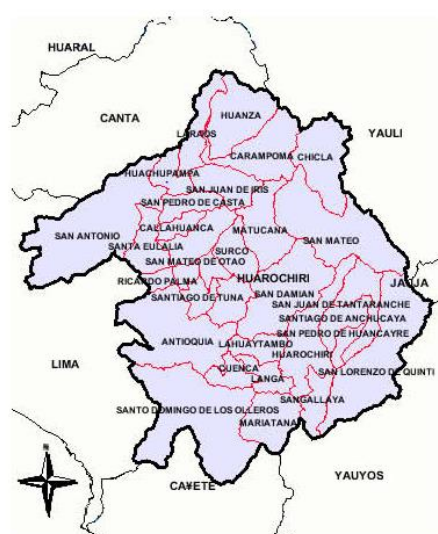 HUARAL
CANTA
HUANZA
LARAOS
YAULI
CARAMPOMA
CHICLA
HUACHUPAMPA
SAN JUAN DE IRIS
SAN PEDRO DE CASTA
CALLAHUANCA
MATUCANA
SAN ANTONIO
SAN MATEO
SANTA EULALIA
SURCO
SAN MATEO DE OTAO
HUAROCHIRI
RICARDO PALMA
JAUJA
SAN DAMIAN
SANTIAGO DE TUNA
SAN JUAN DE TANTARANCHE
SANTIAGO DE ANCHUCAYA
SAN PEDRO DE HUANCAYRE
ANTIOQUIA
LAHUAYTAMBO
HUAROCHIRI
LIMA
CUENCA
SAN LORENZO DE QUINTI
LANGA
SANGALLAYA
SANTO DOMINGO DE LOS OLLEROS
MARIATANA
N
YAUYOS
CA¥ETE